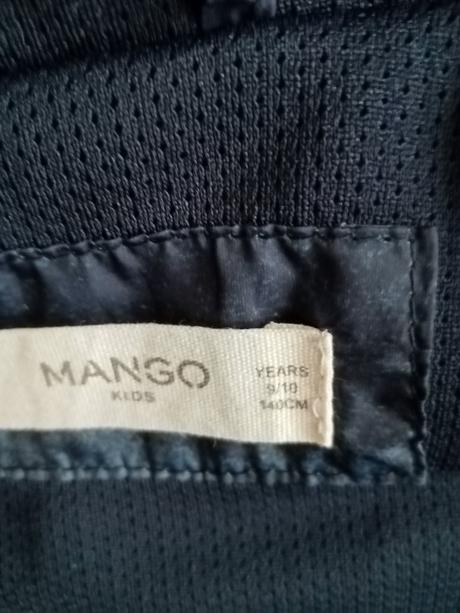 MANGO
KIDS
YEARS
9/10
140CM